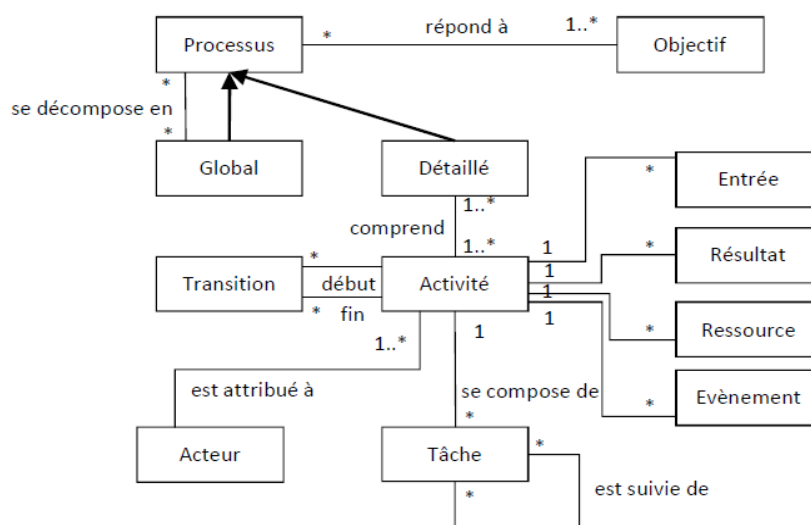 Processus
*
répond à
1..*
Objectif
*
se décompose en
*
Global
Détaillé
*
Entrée
1..*
comprend
1..*
1
*
Résultat
*
1
Transition
début
Activité
1
*
fin
1
*
Ressource
1..*
1
est attribué à
se compose de
*
Evènement
*
Acteur
Tâche
*
est suivie de
*